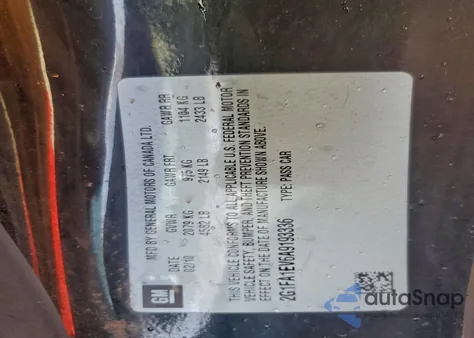 MFD BY GENERAL MOTORS OF CANADA LTD.
DATE GVWR GAWR FRT GAWR RR
02/10 2079 KG 975 KG 1104 KG
4582 LB 2149 LB 2433 LB
THIS VEHICLE CONFORMS TO ALL APPLICABLE U.S. FEDERAL MOTOR
VEHICLE SAFETY, BUMPER, AND THEFT PREVENTION STANDARDS IN
EFFECT ON THE DATE OF MANUFACTURE SHOWN ABOVE.
2G1FA1EV6A9193336 TYPE: PASS CAR
GM
autaSnap